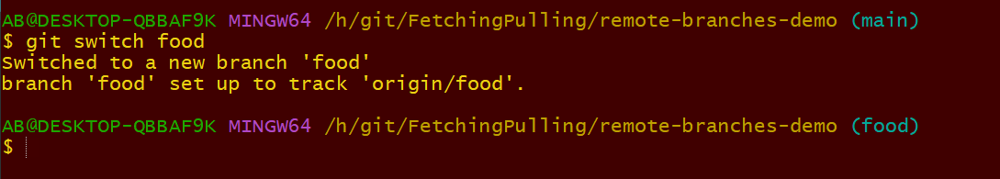 AB@DESKTOP-QBBAF9K MINGW64 /h/git/FetchingPulling/remote-branches-demo (main)
$ git switch food
Switched to a new branch 'food'
branch 'food' set up to track 'origin/food'.
AB@DESKTOP-QBBAF9K MINGW64 /h/git/FetchingPulling/remote-branches-demo (food)
$